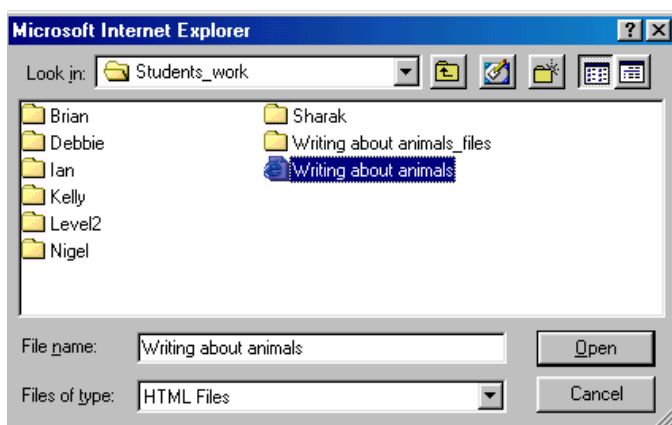 Microsoft Internet Explorer
Look in: Students_work
Brian
Debbie
Ian
Kelly
Level2
Nigel
Sharak
Writing about animals_files
Writing about animals
File name: Writing about animals
Open
Files of type: HTML Files
Cancel